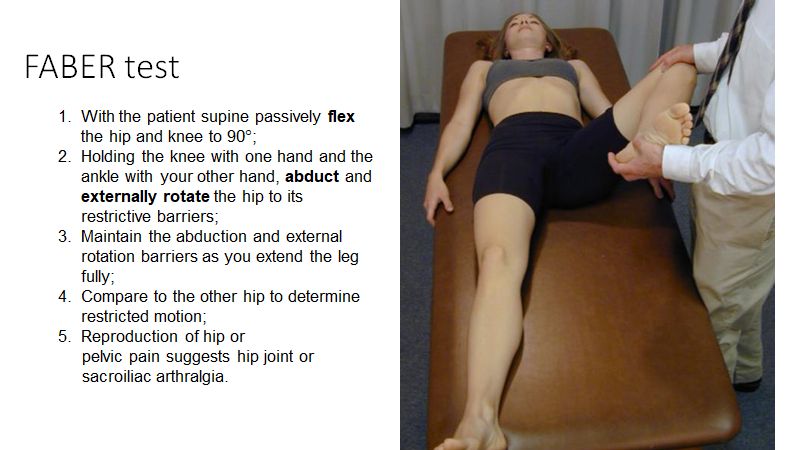 FABER test
1. With the patient supine passively flex
the hip and knee to 90°;
2. Holding the knee with one hand and the
ankle with your other hand, abduct and
externally rotate the hip to its
restrictive barriers;
3. Maintain the abduction and external
rotation barriers as you extend the leg
fully;
4. Compare to the other hip to determine
restricted motion;
5. Reproduction of hip or
pelvic pain suggests hip joint or
sacroiliac arthralgia.